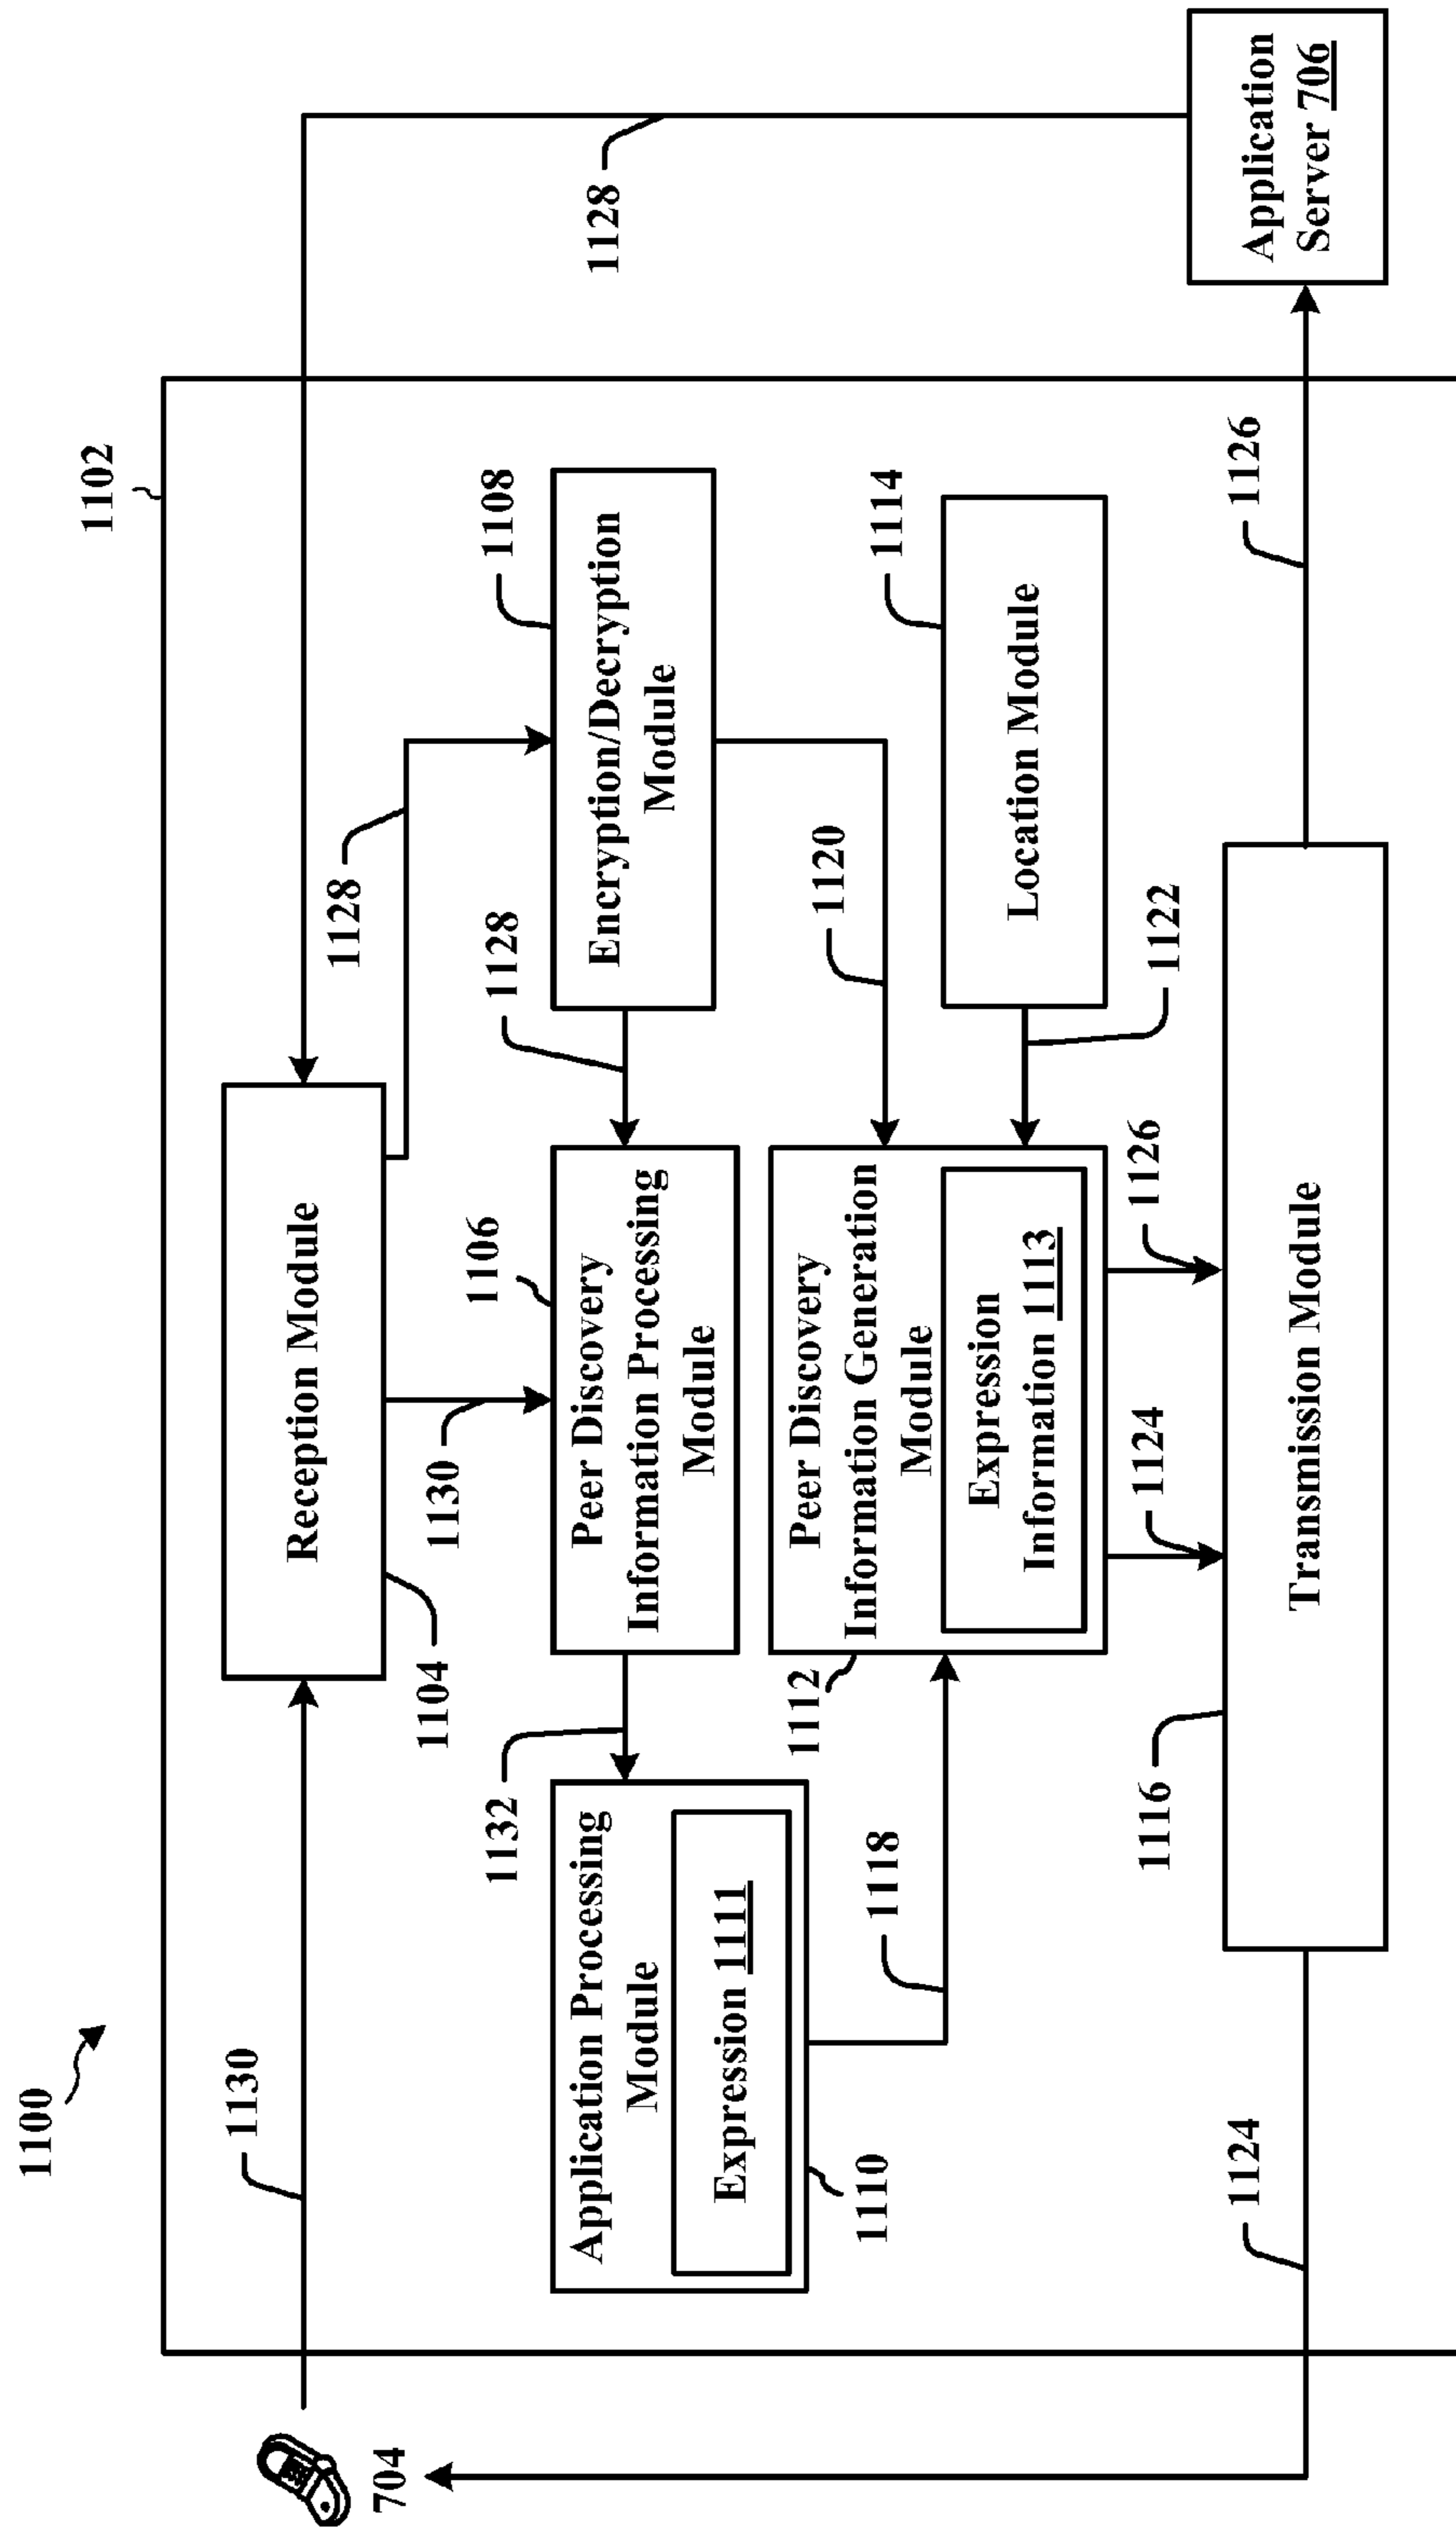 1100
1102
704
1130
Reception Module
1104
1128
1128
1130
1106
1128
1108
Encryption/Decryption
Module
Peer Discovery
Information Processing
Module
1132
Application Processing
Module
Expression 1111
1110
1118
1112
Peer Discovery
Information Generation
Module
Expression
Information 1113
1120
1114
Location Module
1122
1124
1126
1116
Transmission Module
1124
1126
Application
Server 706